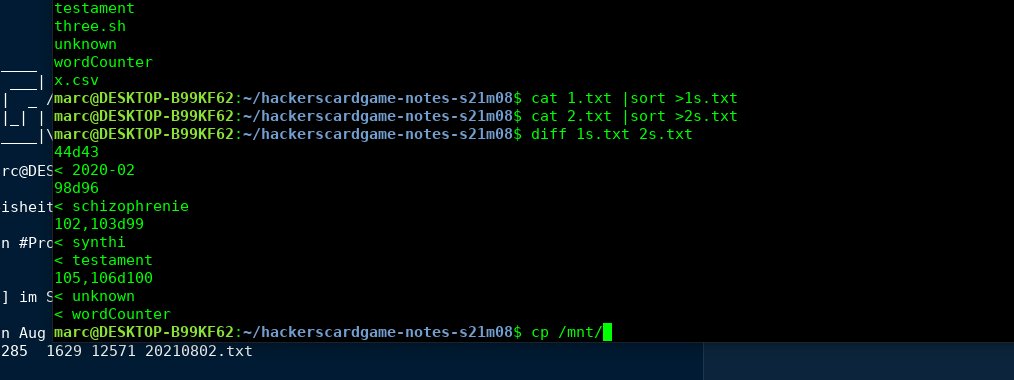 testament
three.sh
unknown
wordCounter
x.csv
marc@DESKTOP-B99KF62:~/hackerscardgame-notes-s21m08$ cat 1.txt |sort >1s.txt
marc@DESKTOP-B99KF62:~/hackerscardgame-notes-s21m08$ cat 2.txt |sort >2s.txt
marc@DESKTOP-B99KF62:~/hackerscardgame-notes-s21m08$ diff 1s.txt 2s.txt
44d43
rc@DES
< 2020-02
98d96
isheit
< schizophrenie
102,103d99
n #Pro
< synthi
< testament
105,106d100
] im S
< unknown
< wordCounter
n Aug
marc@DESKTOP-B99KF62:~/hackerscardgame-notes-s21m08$ cp /mnt/
285  1629 12571 20210802.txt